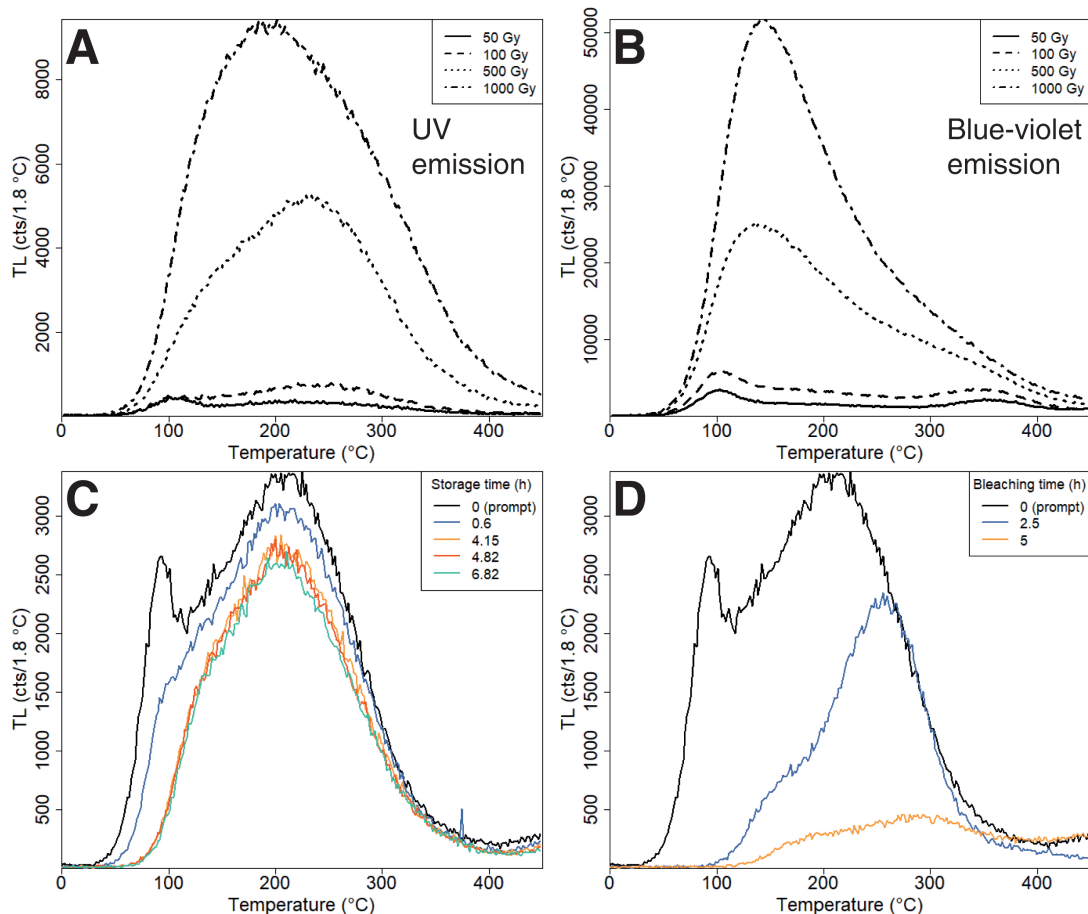 A
50 Gy
100 Gy
500 Gy
1000 Gy
UV
emission
TL (cts/1.8 °C)
2000
4000
6000
8000
0
100
200
300
400
Temperature (°C)
B
50 Gy
100 Gy
500 Gy
1000 Gy
Blue-violet
emission
TL (cts/1.8 °C)
10000
20000
30000
40000
50000
0
100
200
300
400
Temperature (°C)
C
Storage time (h)
0 (prompt)
0.6
4.15
4.82
6.82
TL (cts/1.8 °C)
500
1000
1500
2000
2500
3000
0
100
200
300
400
Temperature (°C)
D
Bleaching time (h)
0 (prompt)
2.5
5
TL (cts/1.8 °C)
500
1000
1500
2000
2500
3000
0
100
200
300
400
Temperature (°C)